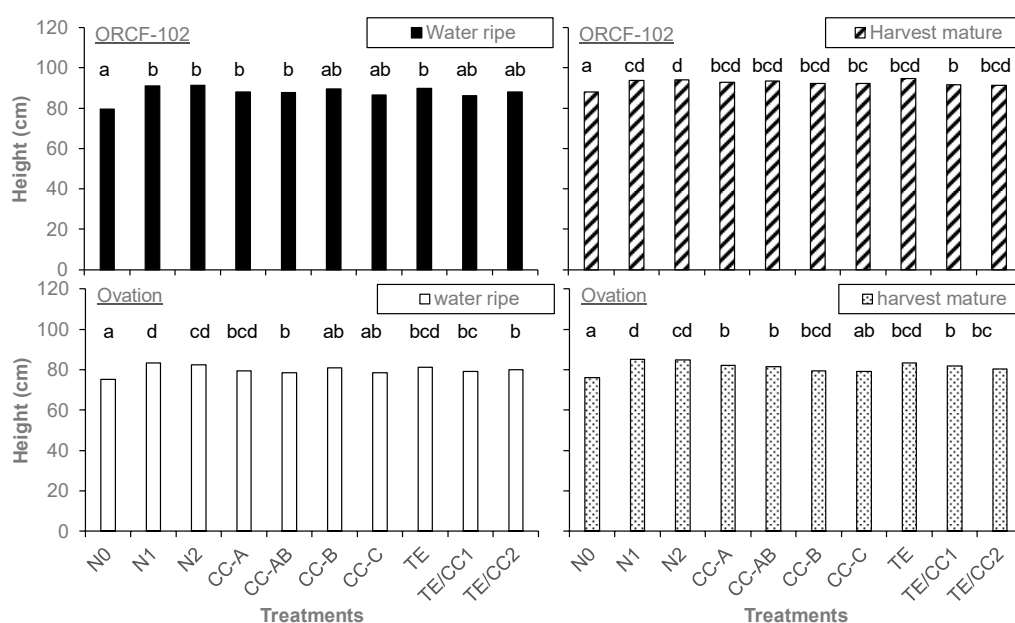 ORCF-102
Water ripe
120
100
80
60
40
20
0
Height (cm)
a b b b b ab ab b ab ab
ORCF-102
Harvest mature
a cd d bcd bcd bcd bc bcd b bcd
Ovation
water ripe
120
100
80
60
40
20
0
Height (cm)
a d cd bcd b ab ab bcd bc b
N0 N1 N2 CC-A CC-AB CC-B CC-C TE TE/CC1 TE/CC2
Treatments
Ovation
harvest mature
a d cd b b bcd ab bcd b bc
N0 N1 N2 CC-A CC-AB CC-B CC-C TE TE/CC1 TE/CC2
Treatments